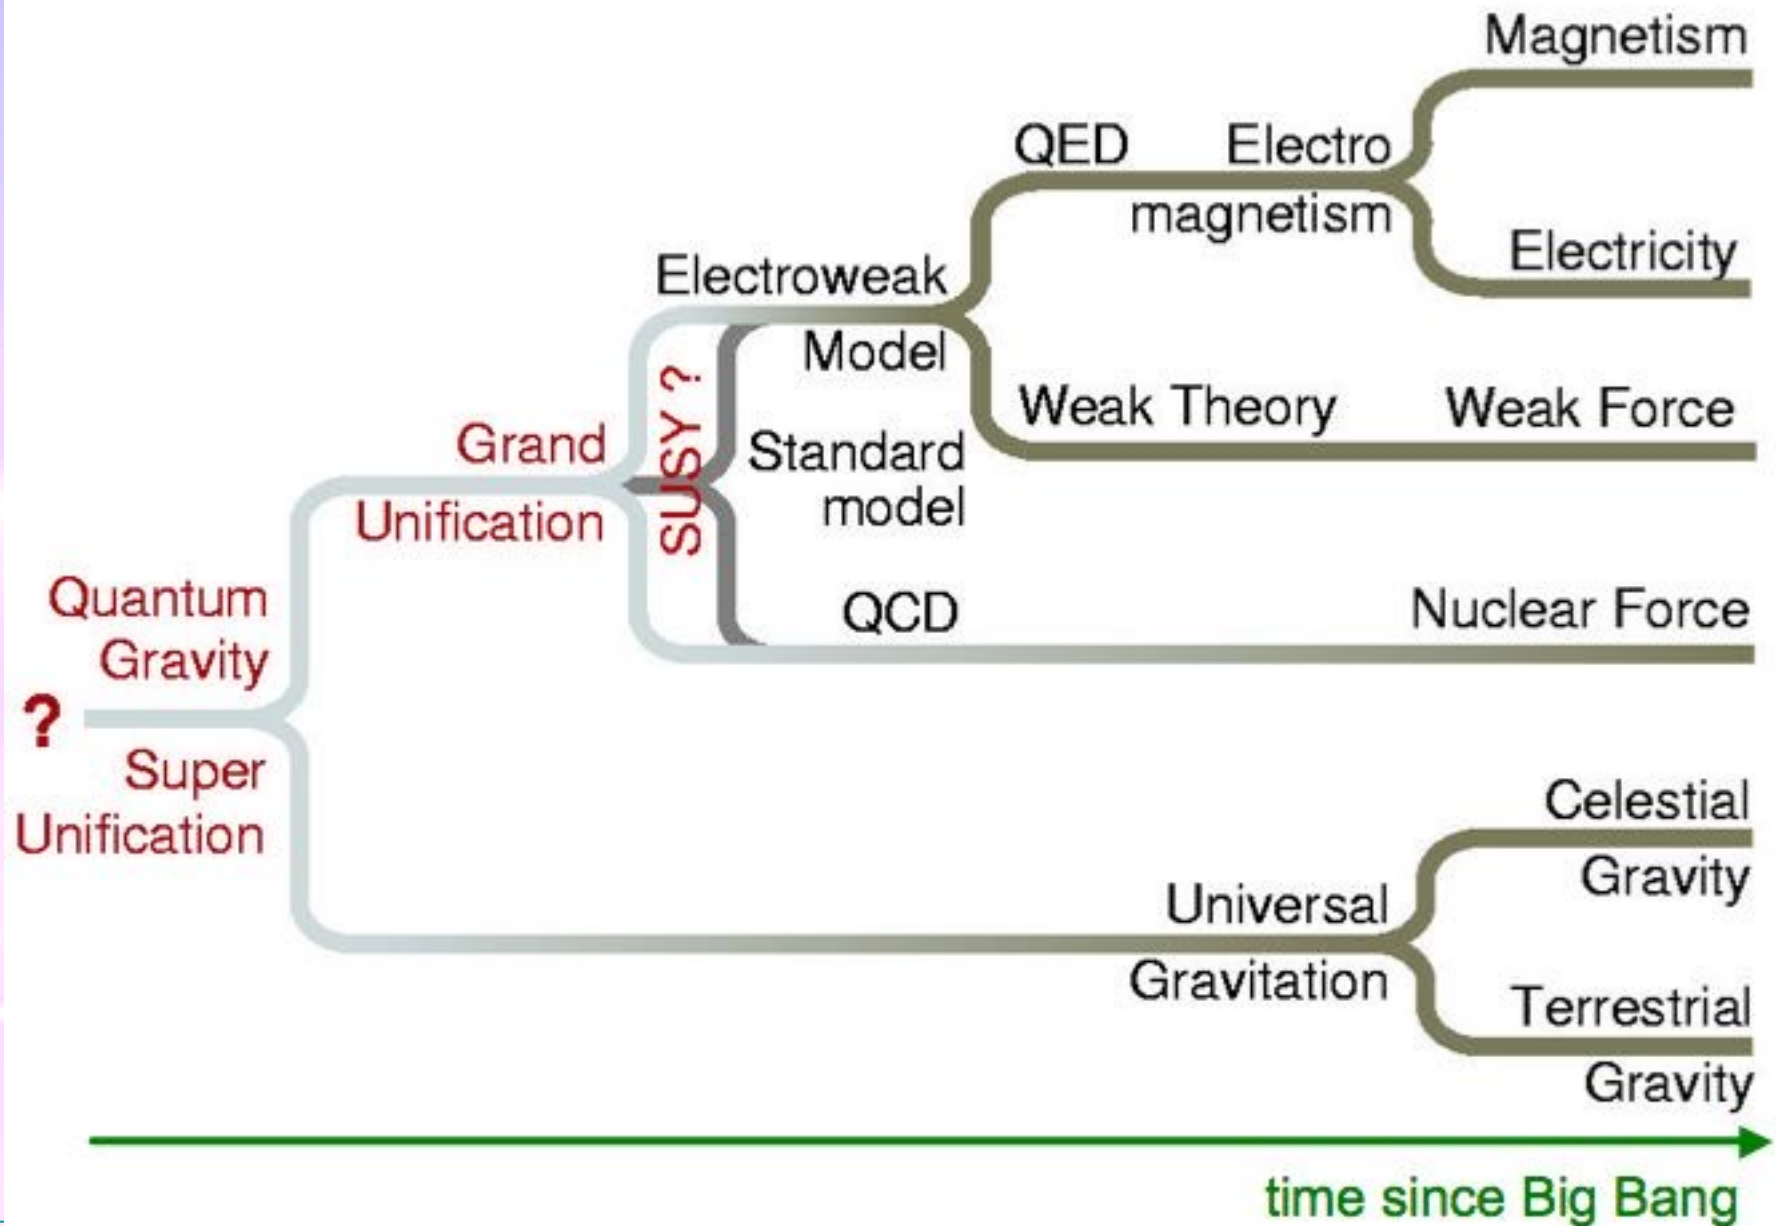 Magnetism
QED Electro
magnetism
Electricity
Electroweak
Model
Weak Theory Weak Force
SUSY ?
Standard
model
Grand
Unification
QCD Nuclear Force
Quantum
Gravity
?
Super
Unification
Celestial
Gravity
Universal
Gravitation
Terrestrial
Gravity
time since Big Bang